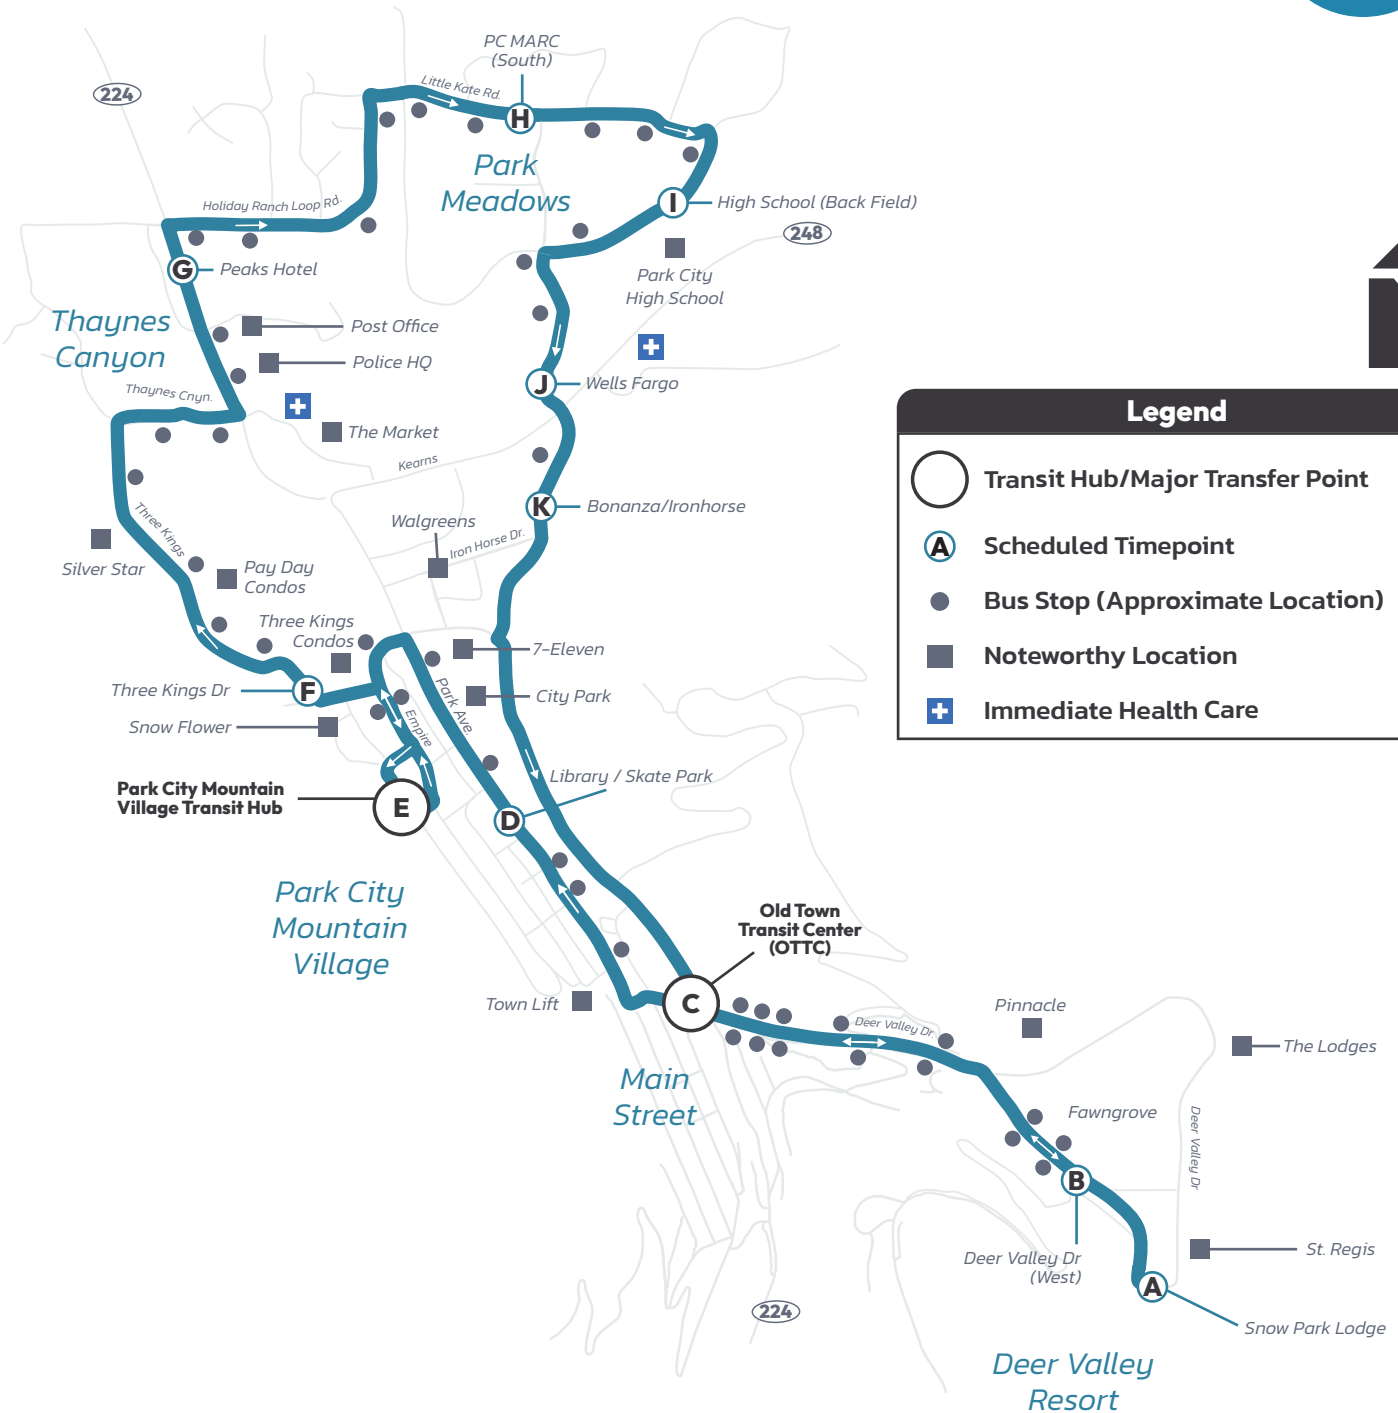 PC MARC
(South)
Little Kate Rd.
224
H
Park
Meadows
Holiday Ranch Loop Rd.
I
High School (Back Field)
248
G
Peaks Hotel
Park City
High School
Thaynes
Canyon
Post Office
Police HQ
J
Wells Fargo
Thaynes Cnyn.
The Market
Kearns
K
Bonanza/Ironhorse
Walgreens
Iron Horse Dr.
Three Kings
Silver Star
Pay Day
Condos
Three Kings
Condos
7-Eleven
City Park
Park Ave.
Empire
Three Kings Dr
F
Snow Flower
Library / Skate Park
Park City Mountain
Village Transit Hub
E
D
Park City
Mountain
Village
Old Town
Transit Center
(OTTC)
Town Lift
C
Deer Valley Dr.
Main
Street
Pinnacle
The Lodges
Fawngrove
Deer Valley Dr
B
Deer Valley Dr
(West)
St. Regis
A
Snow Park Lodge
224
Deer Valley
Resort
Legend
Transit Hub/Major Transfer Point
A
Scheduled Timepoint
Bus Stop (Approximate Location)
Noteworthy Location
Immediate Health Care